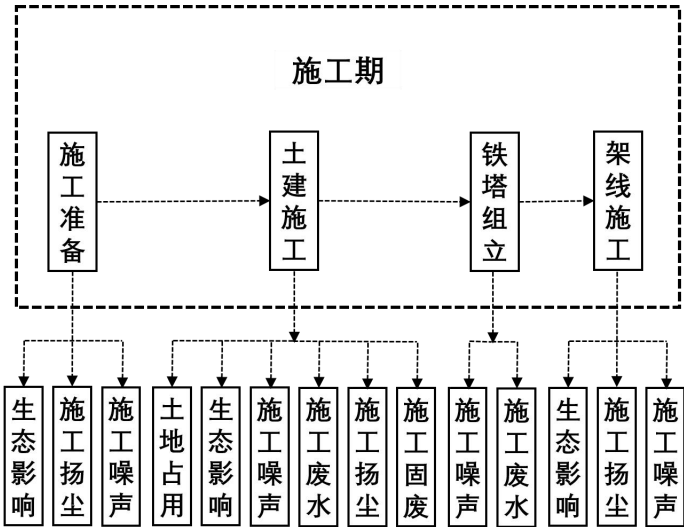 施工期
施工准备
土建施工
铁塔组立
架线施工
生态影响
施工扬尘
施工噪声
土地占用
生态影响
施工噪声
施工废水
施工扬尘
施工固废
施工噪声
施工废水
生态影响
施工扬尘
施工噪声